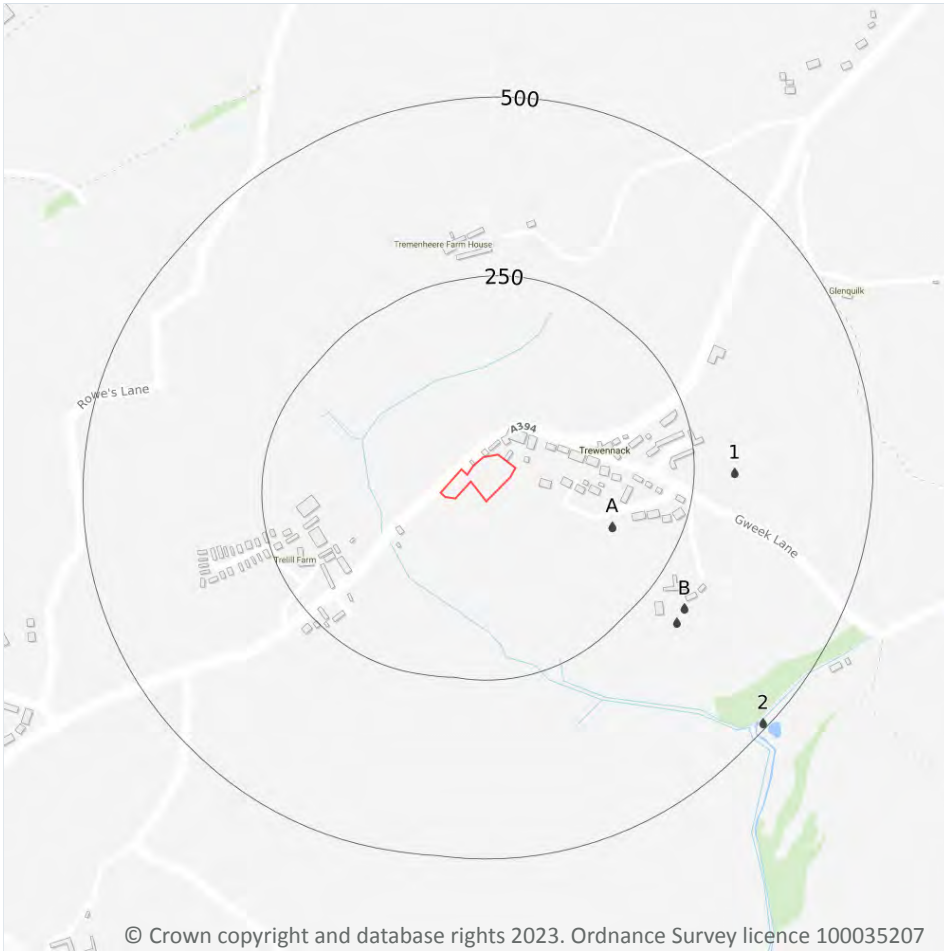 500
Tremenheere Farm House
250
Glenquilk
Rowe's Lane
A394
Trewennack
1
A
Gweek Lane
Trelill Farm
B
2
© Crown copyright and database rights 2023. Ordnance Survey licence 100035207